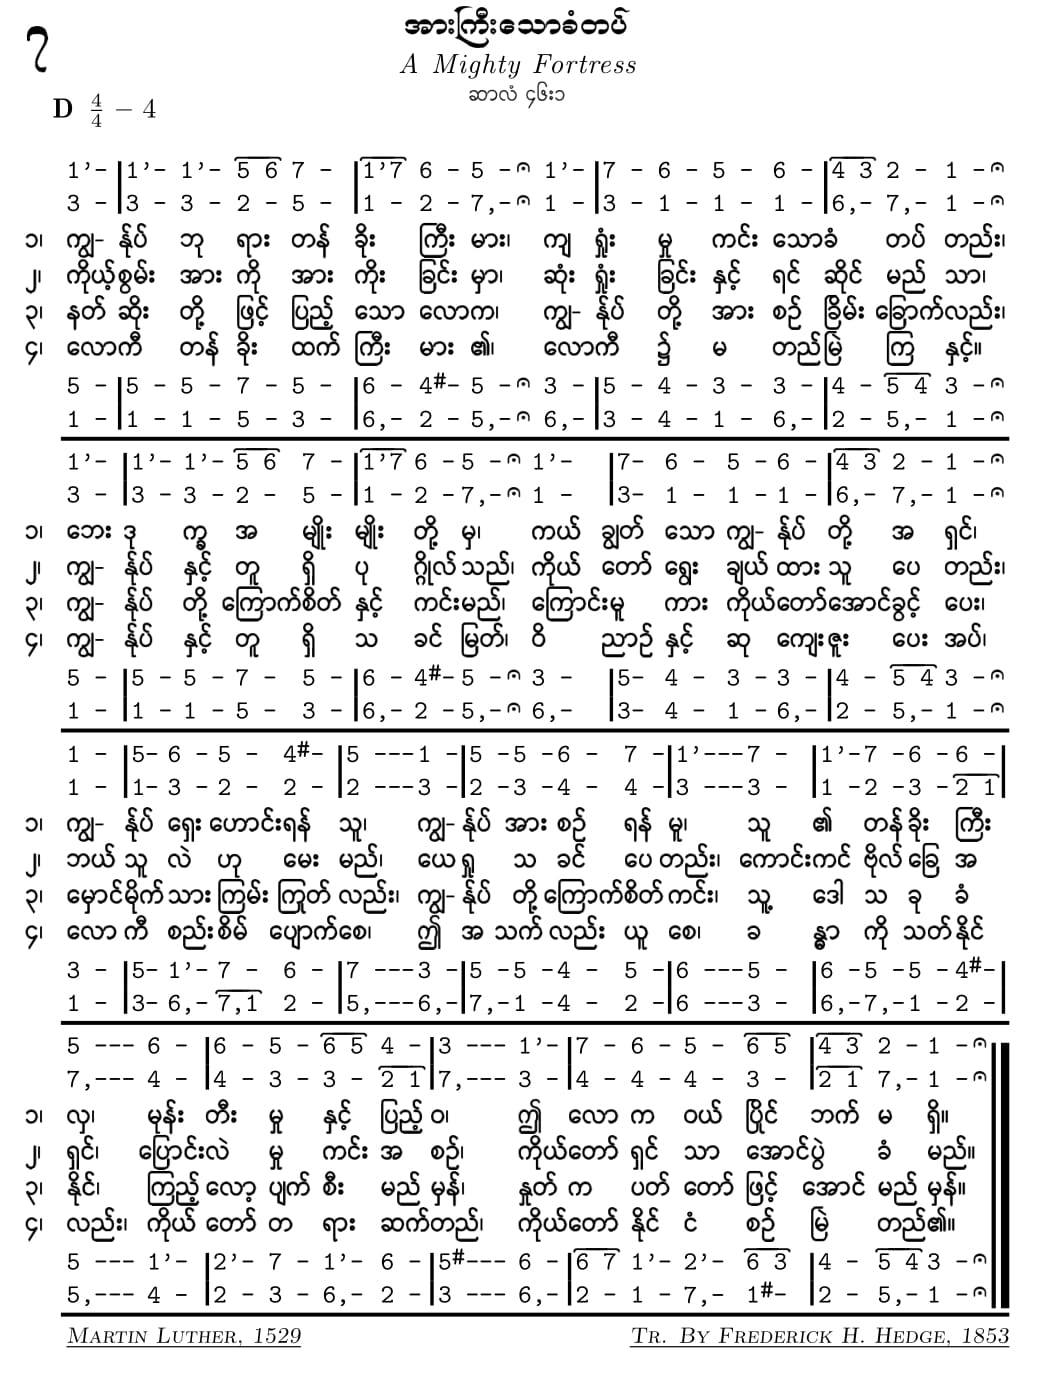 ၇
အားကြီးသောခံတပ်
A Mighty Fortress
ဆာလံ ၄၆း၁
D 4/4 – 4
1’- |1’- 1’- 5 6 7 - |1’7 6 - 5 - 1’- |7 - 6 - 5 - 6 - |4 3 2 - 1 -
3 - |3 - 3 - 2 - 5 - |1 - 2 - 7,- 1 - |3 - 1 - 1 - 1 - |6,- 7,- 1 -
၁၊ ကျွ- န်ုပ် ဘု ရား တန် ခိုး ကြီး မား၊ ကျ ရှုံး မှု ကင်း သောခံ တပ် တည်း၊
၂၊ ကိုယ့်စွမ်း အား ကို အား ကိုး ခြင်း မှာ၊ ဆုံး ရှုံး ခြင်း နှင့် ရင် ဆိုင် မည် သာ၊
၃၊ နတ် ဆိုး တို့ ဖြင့် ပြည့် သော လောက၊ ကျွ- န်ုပ် တို့ အား စဉ် ခြိမ်း ခြောက်လည်း၊
၄၊ လောကီ တန် ခိုး ထက် ကြီး မား ၏၊ လောကီ ၌ မ တည်မြဲ ကြ နှင့်။
5 - |5 - 5 - 7 - 5 - |6 - 4#- 5 - 3 - |5 - 4 - 3 - 3 - |4 - 5 4 3 -
1 - |1 - 1 - 5 - 3 - |6,- 2 - 5,- 6,- |3 - 4 - 1 - 6,- |2 - 5,- 1 -
1’- |1’- 1’- 5 6 7 - |1’7 6 - 5 - 1’- |7- 6 - 5 - 6 - |4 3 2 - 1 -
3 - |3 - 3 - 2 - 5 - |1 - 2 - 7,- 1 - |3- 1 - 1 - 1 - |6,- 7,- 1 -
၁၊ ဘေး ဒု က္ခ အ မျိုး မျိုး တို့ မှ၊ ကယ် ချွတ် သော ကျွ- န်ုပ် တို့ အ ရှင်၊
၂၊ ကျွ- န်ုပ် နှင့် တူ ရှိ ပု ဂ္ဂိုလ် သည်၊ ကိုယ် တော် ရွေး ချယ် ထား သူ ပေ တည်း၊
၃၊ ကျွ- န်ုပ် တို့ ကြောက်စိတ် နှင့် ကင်းမည်၊ ကြောင်းမူ ကား ကိုယ်တော်အောင်ခွင့် ပေး၊
၄၊ ကျွ- န်ုပ် နှင့် တူ ရှိ သ ခင် မြတ်၊ ဝိ ညာဉ် နှင့် ဆု ကျေးဇူး ပေး အပ်၊
5 - |5 - 5 - 7 - 5 - |6 - 4#- 5 - 3 - |5- 4 - 3 - 3 - |4 - 5 4 3 -
1 - |1 - 1 - 5 - 3 - |6,- 2 - 5,- 6,- |3- 4 - 1 - 6,- |2 - 5,- 1 -
1 - |5- 6 - 5 - 4#- |5 ---1 - |5 -5 -6 - 7 - |1’---7 - |1’-7 -6 -6 - |
1 - |1- 3 - 2 - 2 - |2 ---3 - |2 -3 -4 - 4 - |3 ---3 - |1 -2 -3 -2 1|
၁၊ ကျွ- န်ုပ် ရှေး ဟောင်းရန် သူ၊ ကျွ- န်ုပ် အား စဉ် ရန် မူ၊ သူ ၏ တန်ခိုး ကြီး
၂၊ ဘယ် သူ လဲ ဟု မေး မည်၊ ယေရှု သ ခင် ပေတည်း၊ ကောင်းကင် ဗိုလ်ခြေ အ
၃၊ မှောင်မိုက်သား ကြမ်း ကြုတ် လည်း၊ ကျွ- န်ုပ် တို့ ကြောက်စိတ်ကင်း၊ သူ့ ဒေါ သ ခု ခံ
၄၊ လော ကီ စည်းစိမ် ပျောက်စေ၊ ဤ အ သက် လည်း ယူ စေ၊ ခ န္ဓာ ကို သတ်နိုင်
3 - |5- 1’- 7 - 6 - |7 ---3 - |5 -5 -4 - 5 - |6 ---5 - |6 -5 -5 -4#-|
1 - |3- 6,- 7,1 2 - |5,---6,-|7,-1 -4 - 2 - |6 ---3 - |6,-7,-1 -2 - |
5 --- 6 - |6 - 5 - 6 5 4 - |3 --- 1’- |7 - 6 - 5 - 6 5 |4 3 2 - 1 -
7,--- 4 - |4 - 3 - 3 - 2 1 |7,--- 3 - |4 - 4 - 4 - 3 - |2 1 7,- 1 -
၁၊ လှ၊ မုန်း တီး မှု နှင့် ပြည့် ဝ၊ ဤ လော က ဝယ် ပြိုင် ဘက် မ ရှိ။
၂၊ ရှင်၊ ပြောင်းလဲ မှု ကင်း အ စဉ်၊ ကိုယ်တော် ရှင် သာ အောင်ပွဲ ခံ မည်။
၃၊ နိုင်၊ ကြည့် လော့ ပျက် စီး မည် မှန်၊ နှုတ် က ပတ် တော် ဖြင့် အောင် မည် မှန်။
၄၊ လည်း၊ ကိုယ် တော် တ ရား ဆက်တည်၊ ကိုယ်တော် နိုင် ငံ စဉ် မြဲ တည်၏။
5 --- 1’- |2’- 7 - 1’- 6 - |5#--- 6 - |6 7 1’- 2’- 6 3 |4 - 5 4 3 -
5,--- 4 - |2 - 3 - 6,- 2 - |3 --- 6,- |2 - 1 - 7,- 1#- |2 - 5,- 1 -
MARTIN LUTHER, 1529 TR. BY FREDERICK H. HEDGE, 1853